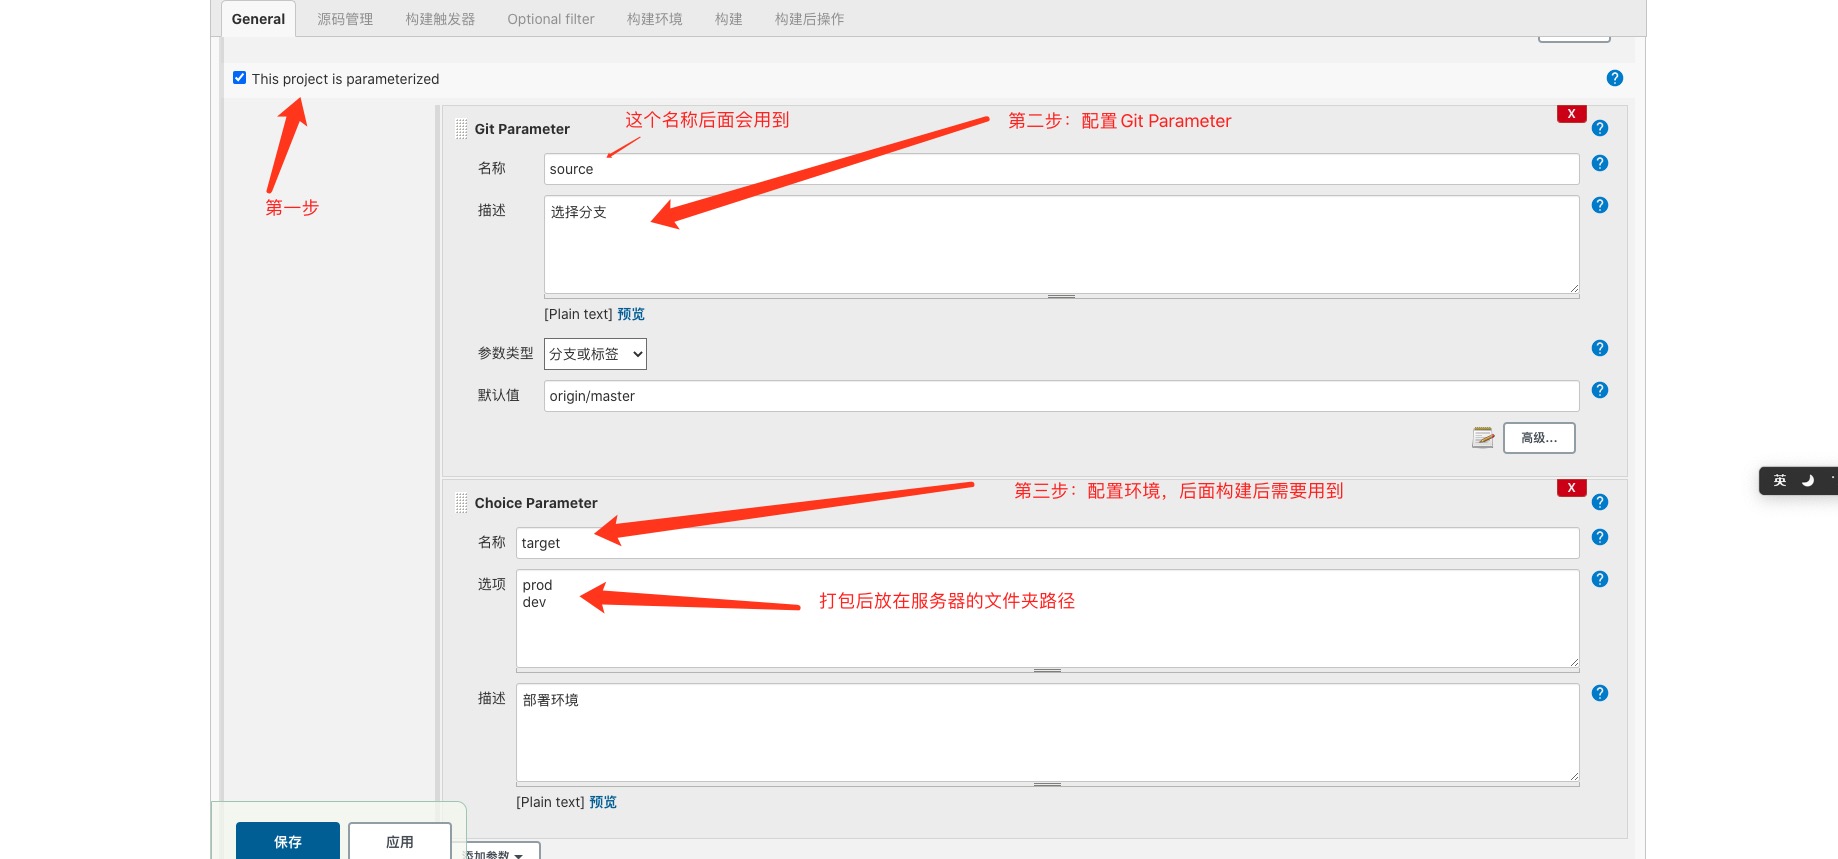 General 源码管理 构建触发器 Optional filter 构建环境 构建 构建后操作
This project is parameterized
第一步
X
Git Parameter
这个名称后面会用到
第二步：配置Git Parameter
名称 source
描述 选择分支
[Plain text] 预览
参数类型 分支或标签
默认值 origin/master
高级...
X
Choice Parameter
第三步：配置环境，后面构建后需要用到
名称 target
选项 prod
dev
打包后放在服务器的文件夹路径
描述 部署环境
[Plain text] 预览
保存 应用
添加参数
英